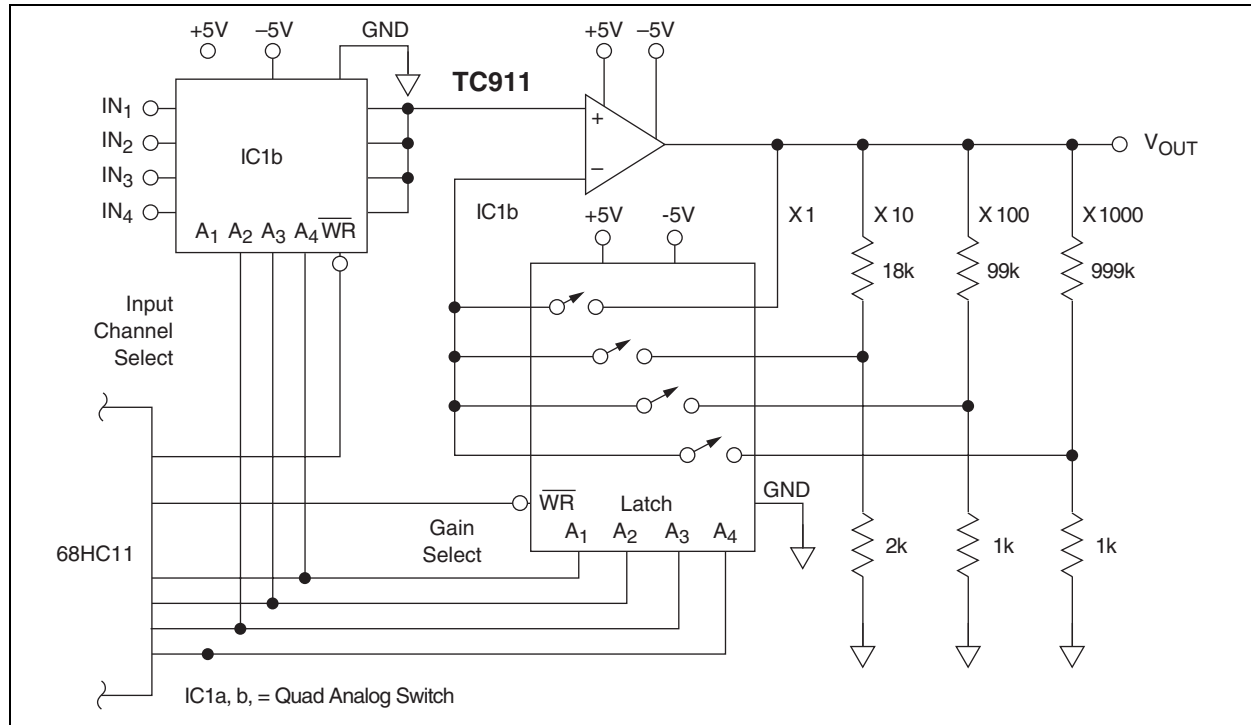 +5V –5V GND +5V –5V
TC911
IN1
IN2
IN3
IN4
IC1b
A1 A2 A3 A4 WR
+
–
VOUT
IC1b
+5V -5V
X1 X10 X100 X1000
18k 99k 999k
Input
Channel
Select
WR Latch
GND
Gain
Select
A1 A2 A3 A4
2k 1k 1k
68HC11
IC1a, b, = Quad Analog Switch